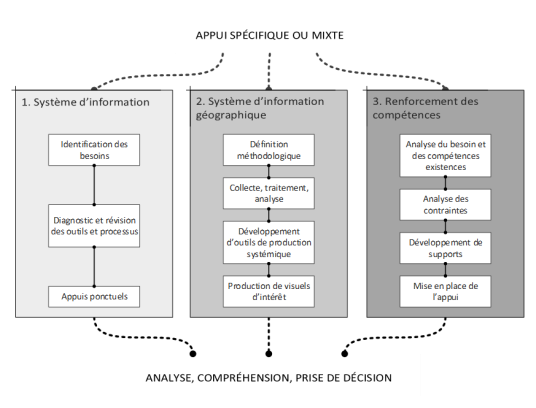 APPUI SPÉCIFIQUE OU MIXTE
1. Système d'information
Identification des
besoins
Diagnostic et révision
des outils et processus
Appuis ponctuels
2. Système d'information
géographique
Définition
méthodologique
Collecte, traitement,
analyse
Développement
d'outils de production
systémique
Production de visuels
d'intérêt
3. Renforcement des
compétences
Analyse du besoin et
des compétences
existences
Analyse des
contraintes
Développement de
supports
Mise en place de
l'appui
ANALYSE, COMPRÉHENSION, PRISE DE DÉCISION